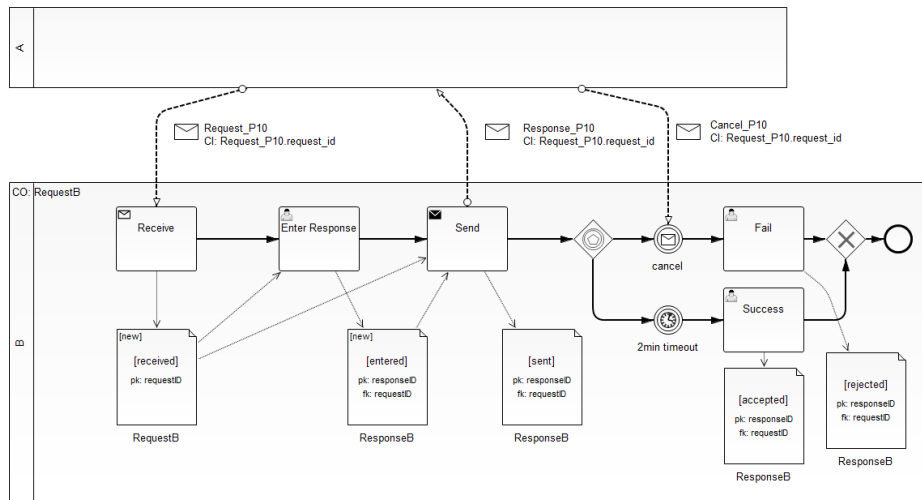 A
Request_P10
CI: Request_P10.request_id
Response_P10
CI: Request_P10.request_id
Cancel_P10
CI: Request_P10.request_id
CO: RequestB
B
Receive
Enter Response
Send
cancel
Fail
2min timeout
Success
[new]
[received]
pk: requestID
RequestB
[new]
[entered]
pk: responseID
fk: requestID
ResponseB
[sent]
pk: responseID
fk: requestID
ResponseB
[accepted]
pk: responseID
fk: requestID
ResponseB
[rejected]
pk: responseID
fk: requestID
ResponseB